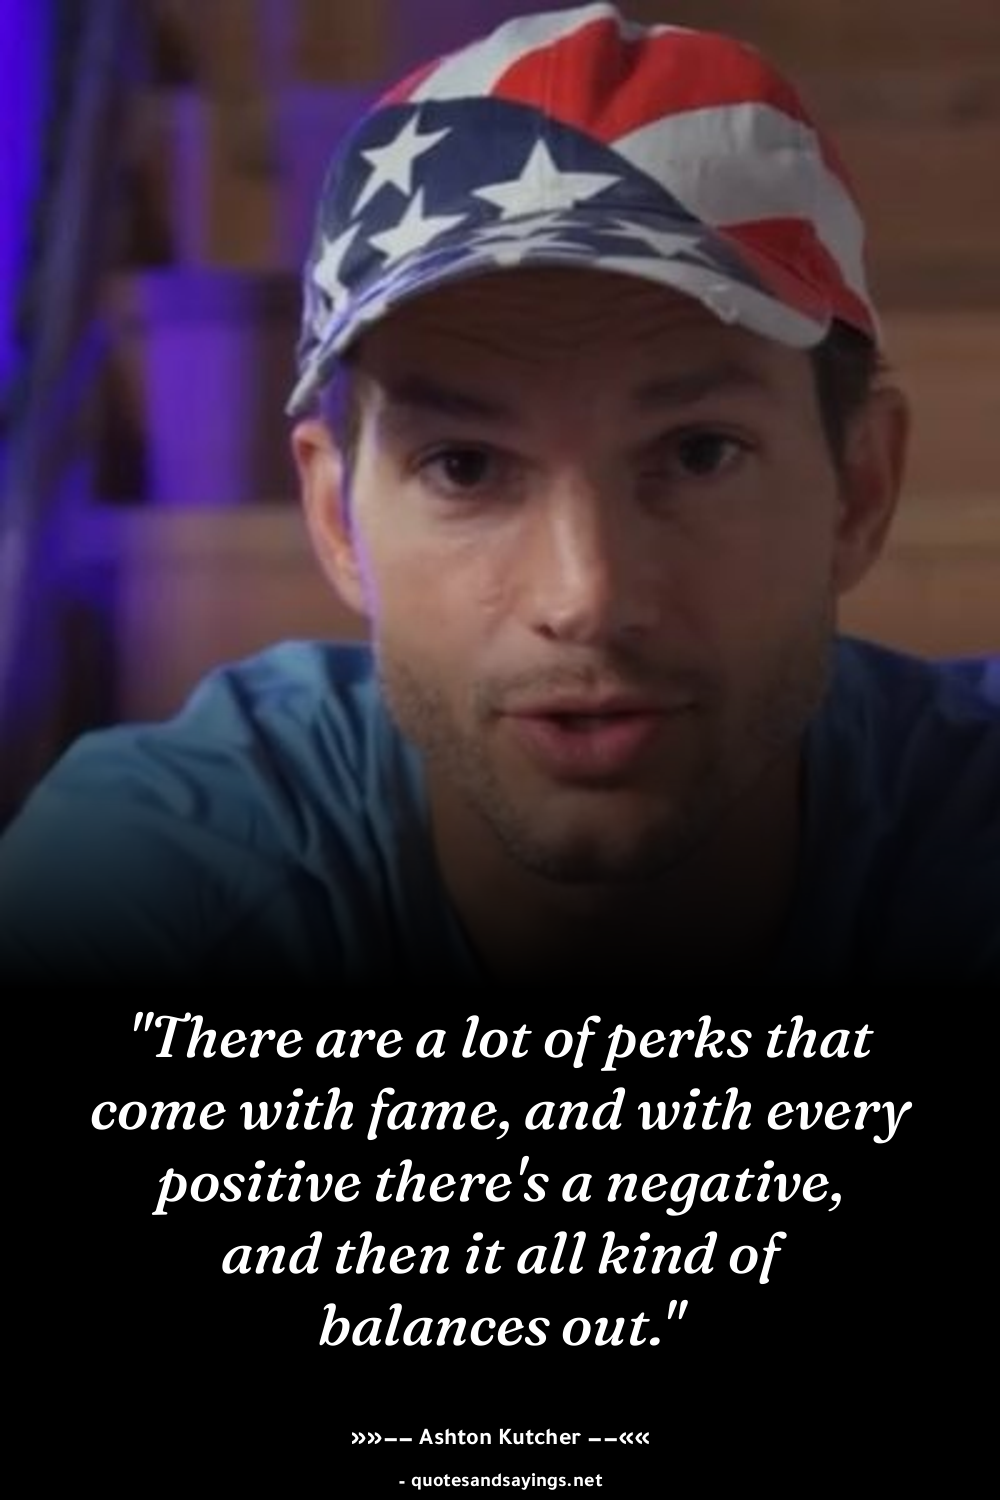 "There are a lot of perks that
come with fame, and with every
positive there's a negative,
and then it all kind of
balances out."
»»–– Ashton Kutcher ––««
- quotesandsayings.net